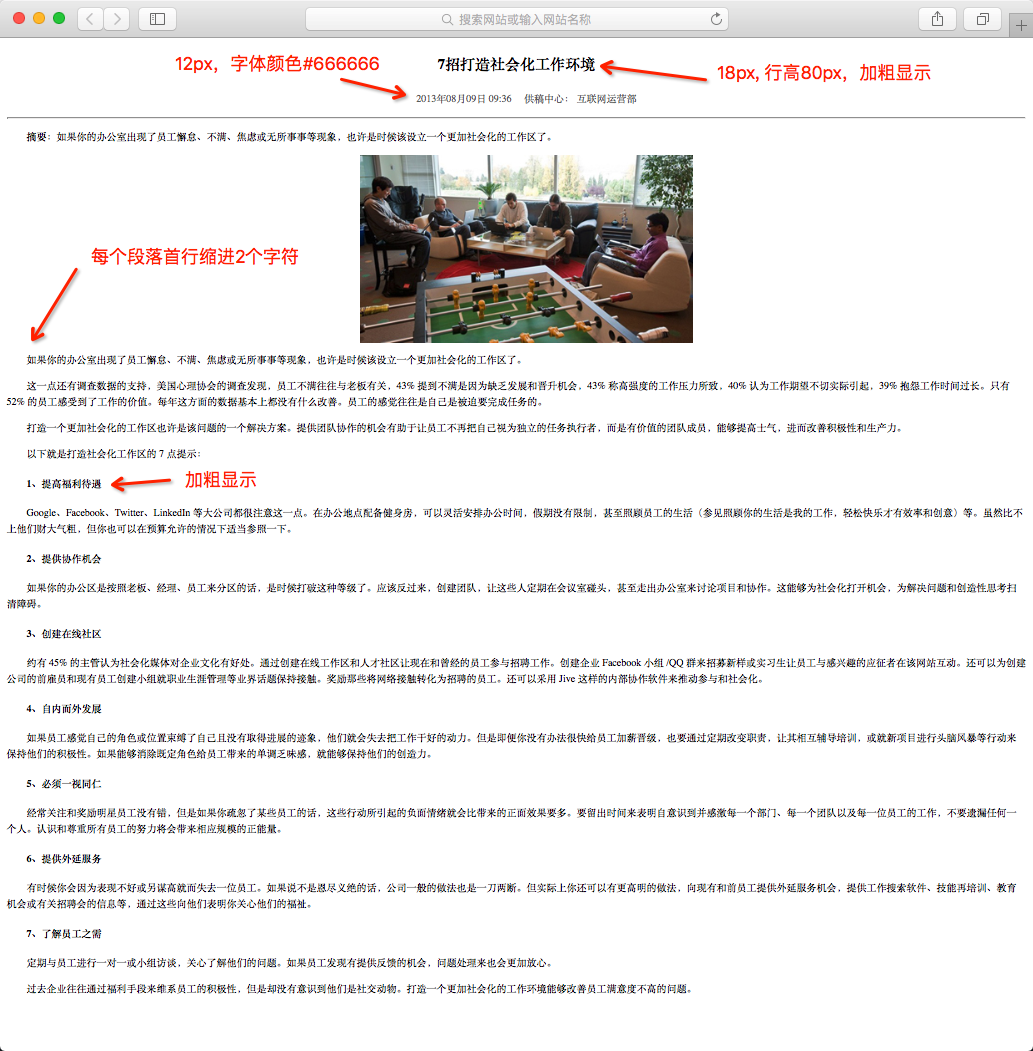 搜索网站或输入网站名称
12px，字体颜色#666666
7招打造社会化工作环境
18px, 行高80px，加粗显示
2013年08月09日 09:36 供稿中心： 互联网运营部
摘要：如果你的办公室出现了员工懈怠、不满、焦虑或无所事事等现象，也许是时候该设立一个更加社会化的工作区了。
每个段落首行缩进2个字符
如果你的办公室出现了员工懈怠、不满、焦虑或无所事事等现象，也许是时候该设立一个更加社会化的工作区了。
这一点还有调查数据的支持，美国心理协会的调查发现，员工不满往往与老板有关，43% 提到不满是因为缺乏发展和晋升机会，43% 称高强度的工作压力所致，40% 认为工作期望不切实际引起，39% 抱怨工作时间过长。只有
52% 的员工感受到了工作的价值。每年这方面的数据基本上都没有什么改善。员工的感觉往往是自己是被迫要完成任务的。
打造一个更加社会化的工作区也许是该问题的一个解决方案。提供团队协作的机会有助于让员工不再把自己视为独立的任务执行者，而是有价值的团队成员，能够提高士气，进而改善积极性和生产力。
以下就是打造社会化工作区的 7 点提示：
1、提高福利待遇
加粗显示
Google、Facebook、Twitter、LinkedIn 等大公司都很注意这一点。在办公地点配备健身房，可以灵活安排办公时间，假期没有限制，甚至照顾员工的生活（参见照顾你的生活是我的工作，轻松快乐才有效率和创意）等。虽然比不
上他们财大气粗，但你也可以在预算允许的情况下适当参照一下。
2、提供协作机会
如果你的办公区是按照老板、经理、员工来分区的话，是时候打破这种等级了。应该反过来，创建团队，让这些人定期在会议室碰头，甚至走出办公室来讨论项目和协作。这能够为社会化打开机会，为解决问题和创造性思考扫
清障碍。
3、创建在线社区
约有 45% 的主管认为社会化媒体对企业文化有好处。通过创建在线工作区和人才社区让现在和曾经的员工参与招聘工作。创建企业 Facebook 小组 /QQ 群来招募新样或实习生让员工与感兴趣的应征者在该网站互动。还可以为创建
公司的前雇员和现有员工创建小组就职业生涯管理等业界话题保持接触。奖励那些将网络接触转化为招聘的员工。还可以采用 Jive 这样的内部协作软件来推动参与和社会化。
4、自内而外发展
如果员工感觉自己的角色或位置束缚了自己且没有取得进展的迹象，他们就会失去把工作干好的动力。但是即便你没有办法很快给员工加薪晋级，也要通过定期改变职责，让其相互辅导培训，或就新项目进行头脑风暴等行动来
保持他们的积极性。如果能够消除既定角色给员工带来的单调乏味感，就能够保持他们的创造力。
5、必须一视同仁
经常关注和奖励明星员工没有错，但是如果你疏忽了某些员工的话，这些行动所引起的负面情绪就会比带来的正面效果要多。要留出时间来表明自意识到并感激每一个部门、每一个团队以及每一位员工的工作，不要遗漏任何一
个人。认识和尊重所有员工的努力将会带来相应规模的正能量。
6、提供外延服务
有时候你会因为表现不好或另谋高就而失去一位员工。如果说不是恩尽义绝的话，公司一般的做法也是一刀两断。但实际上你还可以有更高明的做法，向现有和前员工提供外延服务机会，提供工作搜索软件、技能再培训、教育
机会或有关招聘会的信息等，通过这些向他们表明你关心他们的福祉。
7、了解员工之需
定期与员工进行一对一或小组访谈，关心了解他们的问题。如果员工发现有提供反馈的机会，问题处理来也会更加放心。
过去企业往往通过福利手段来维系员工的积极性，但是却没有意识到他们是社交动物。打造一个更加社会化的工作环境能够改善员工满意度不高的问题。